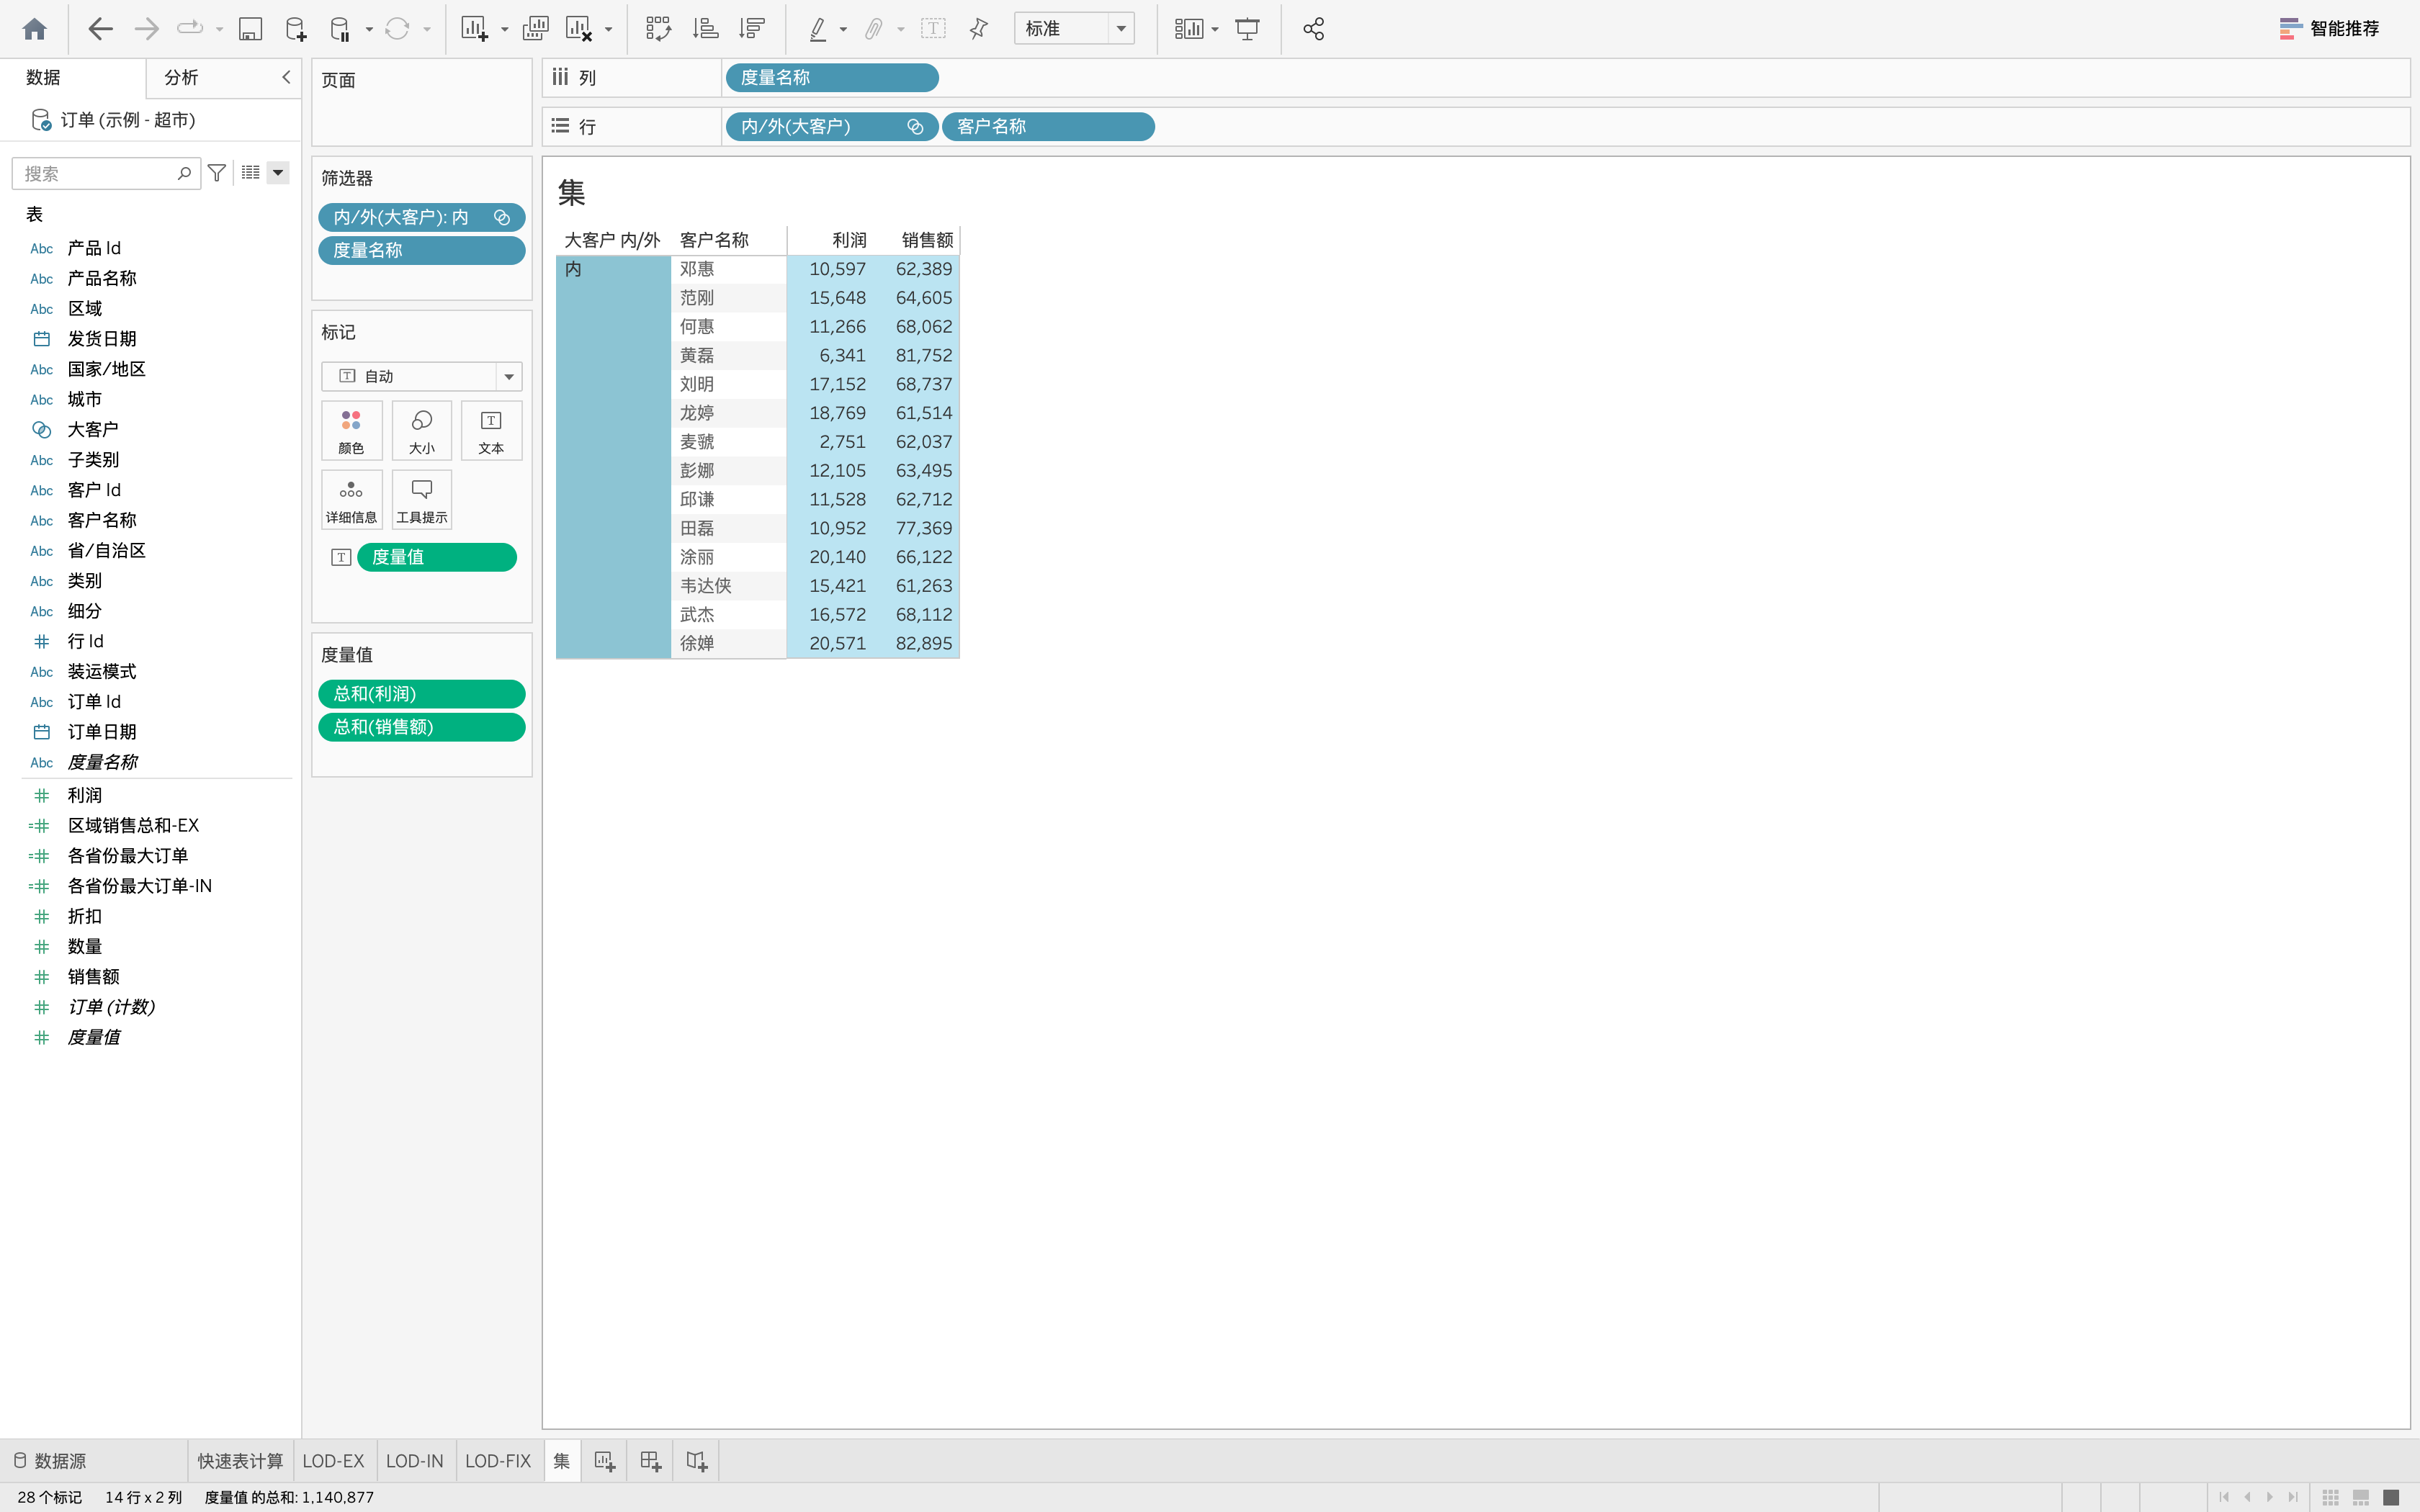 标准
智能推荐
数据
分析
订单 (示例 - 超市)
搜索
表
Abc 产品 Id
Abc 产品名称
Abc 区域
发货日期
Abc 国家/地区
Abc 城市
大客户
Abc 子类别
Abc 客户 Id
Abc 客户名称
Abc 省/自治区
Abc 类别
Abc 细分
行 Id
Abc 装运模式
Abc 订单 Id
订单日期
Abc 度量名称
利润
区域销售总和-EX
各省份最大订单
各省份最大订单-IN
折扣
数量
销售额
订单 (计数)
度量值
页面
筛选器
内/外(大客户): 内
度量名称
标记
自动
颜色
大小
文本
详细信息
工具提示
度量值
度量值
总和(利润)
总和(销售额)
列
度量名称
行
内/外(大客户)
客户名称
集
大客户 内/外 客户名称 利润 销售额
内 邓惠 10,597 62,389
范刚 15,648 64,605
何惠 11,266 68,062
黄磊 6,341 81,752
刘明 17,152 68,737
龙婷 18,769 61,514
麦虢 2,751 62,037
彭娜 12,105 63,495
邱谦 11,528 62,712
田磊 10,952 77,369
涂丽 20,140 66,122
韦达侠 15,421 61,263
武杰 16,572 68,112
徐婵 20,571 82,895
数据源
快速表计算
LOD-EX
LOD-IN
LOD-FIX
集
28 个标记 14 行 x 2 列 度量值 的总和: 1,140,877